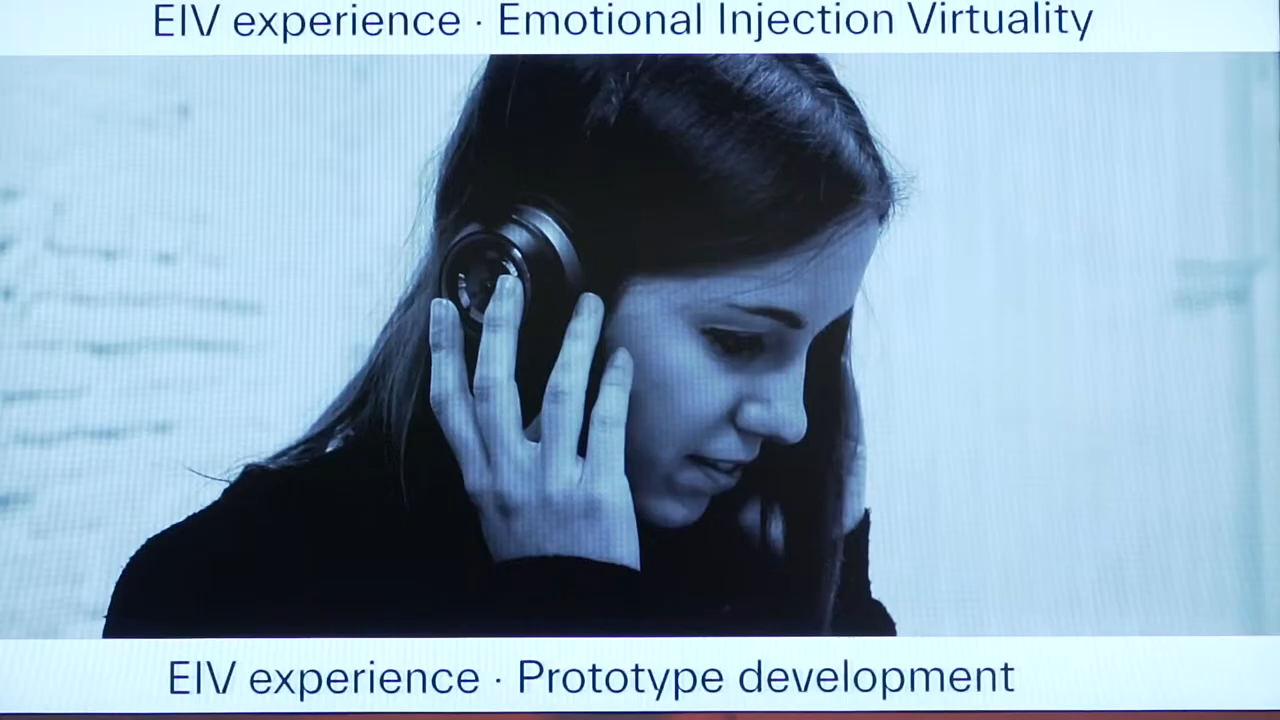 EIV experience · Emotional Injection Virtuality
EIV experience · Prototype development